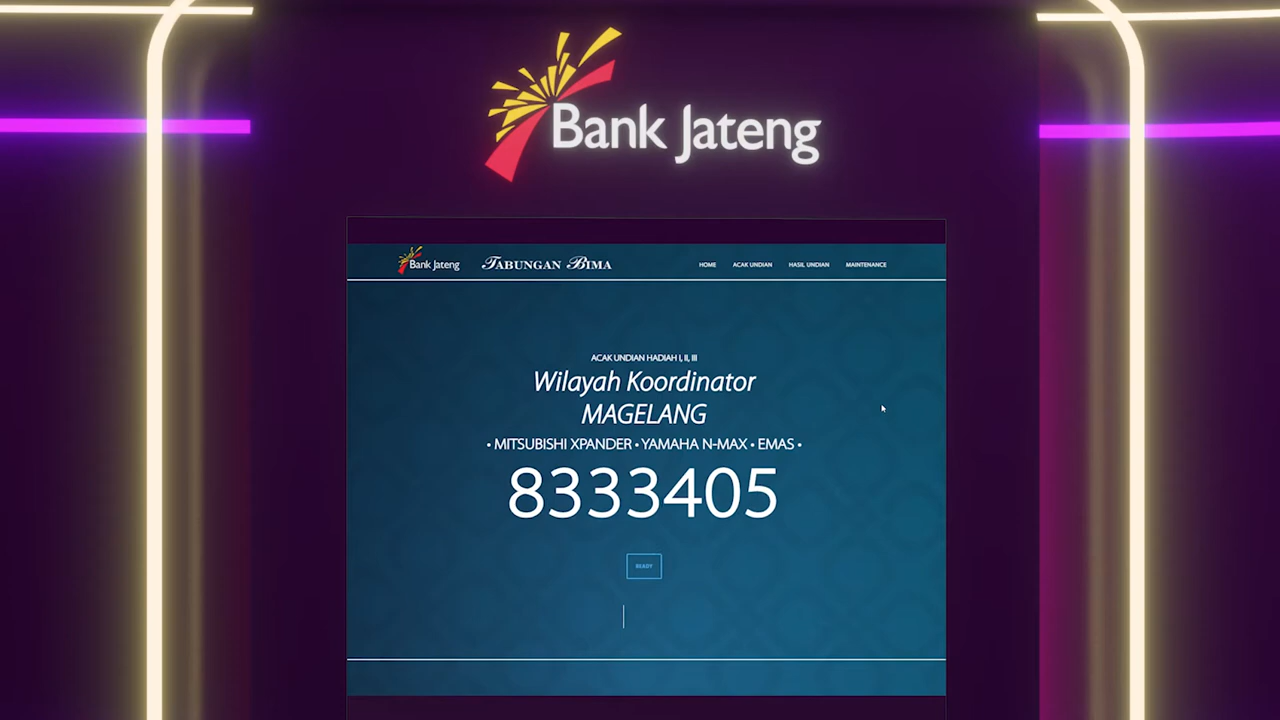 Bank Jateng
Bank Jateng TABUNGAN BIMA HOME ACAK UNDIAN HASIL UNDIAN MAINTENANCE
ACAK UNDIAN HADIAH I, II, III
Wilayah Koordinator
MAGELANG
• MITSUBISHI XPANDER • YAMAHA N-MAX • EMAS •
8333405
READY